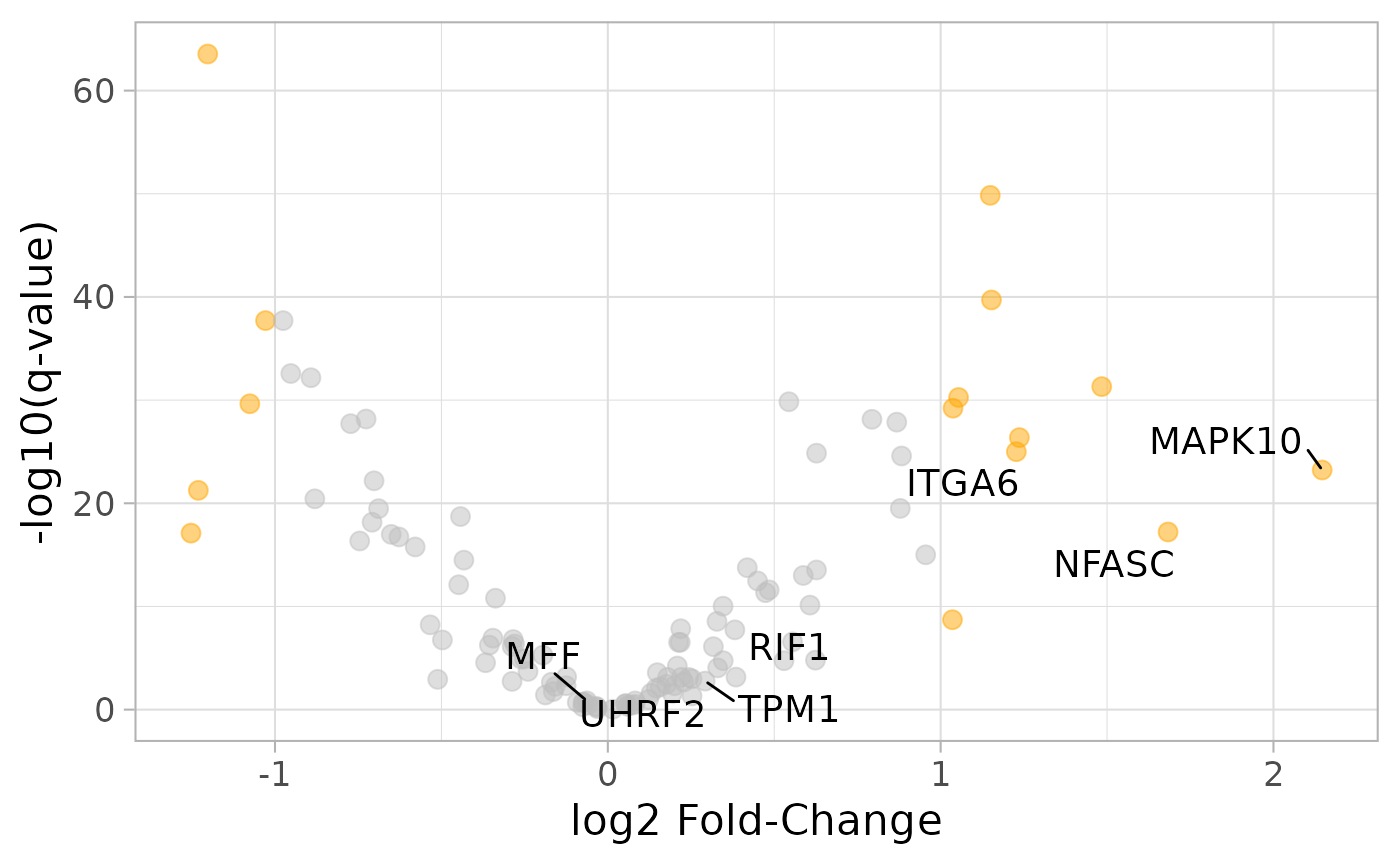 60
40
20
0
-log10(q-value)
MAPK10
ITGA6
NFASC
RIF1
MFF
TPM1
UHRF2
-1
0
1
2
log2 Fold-Change